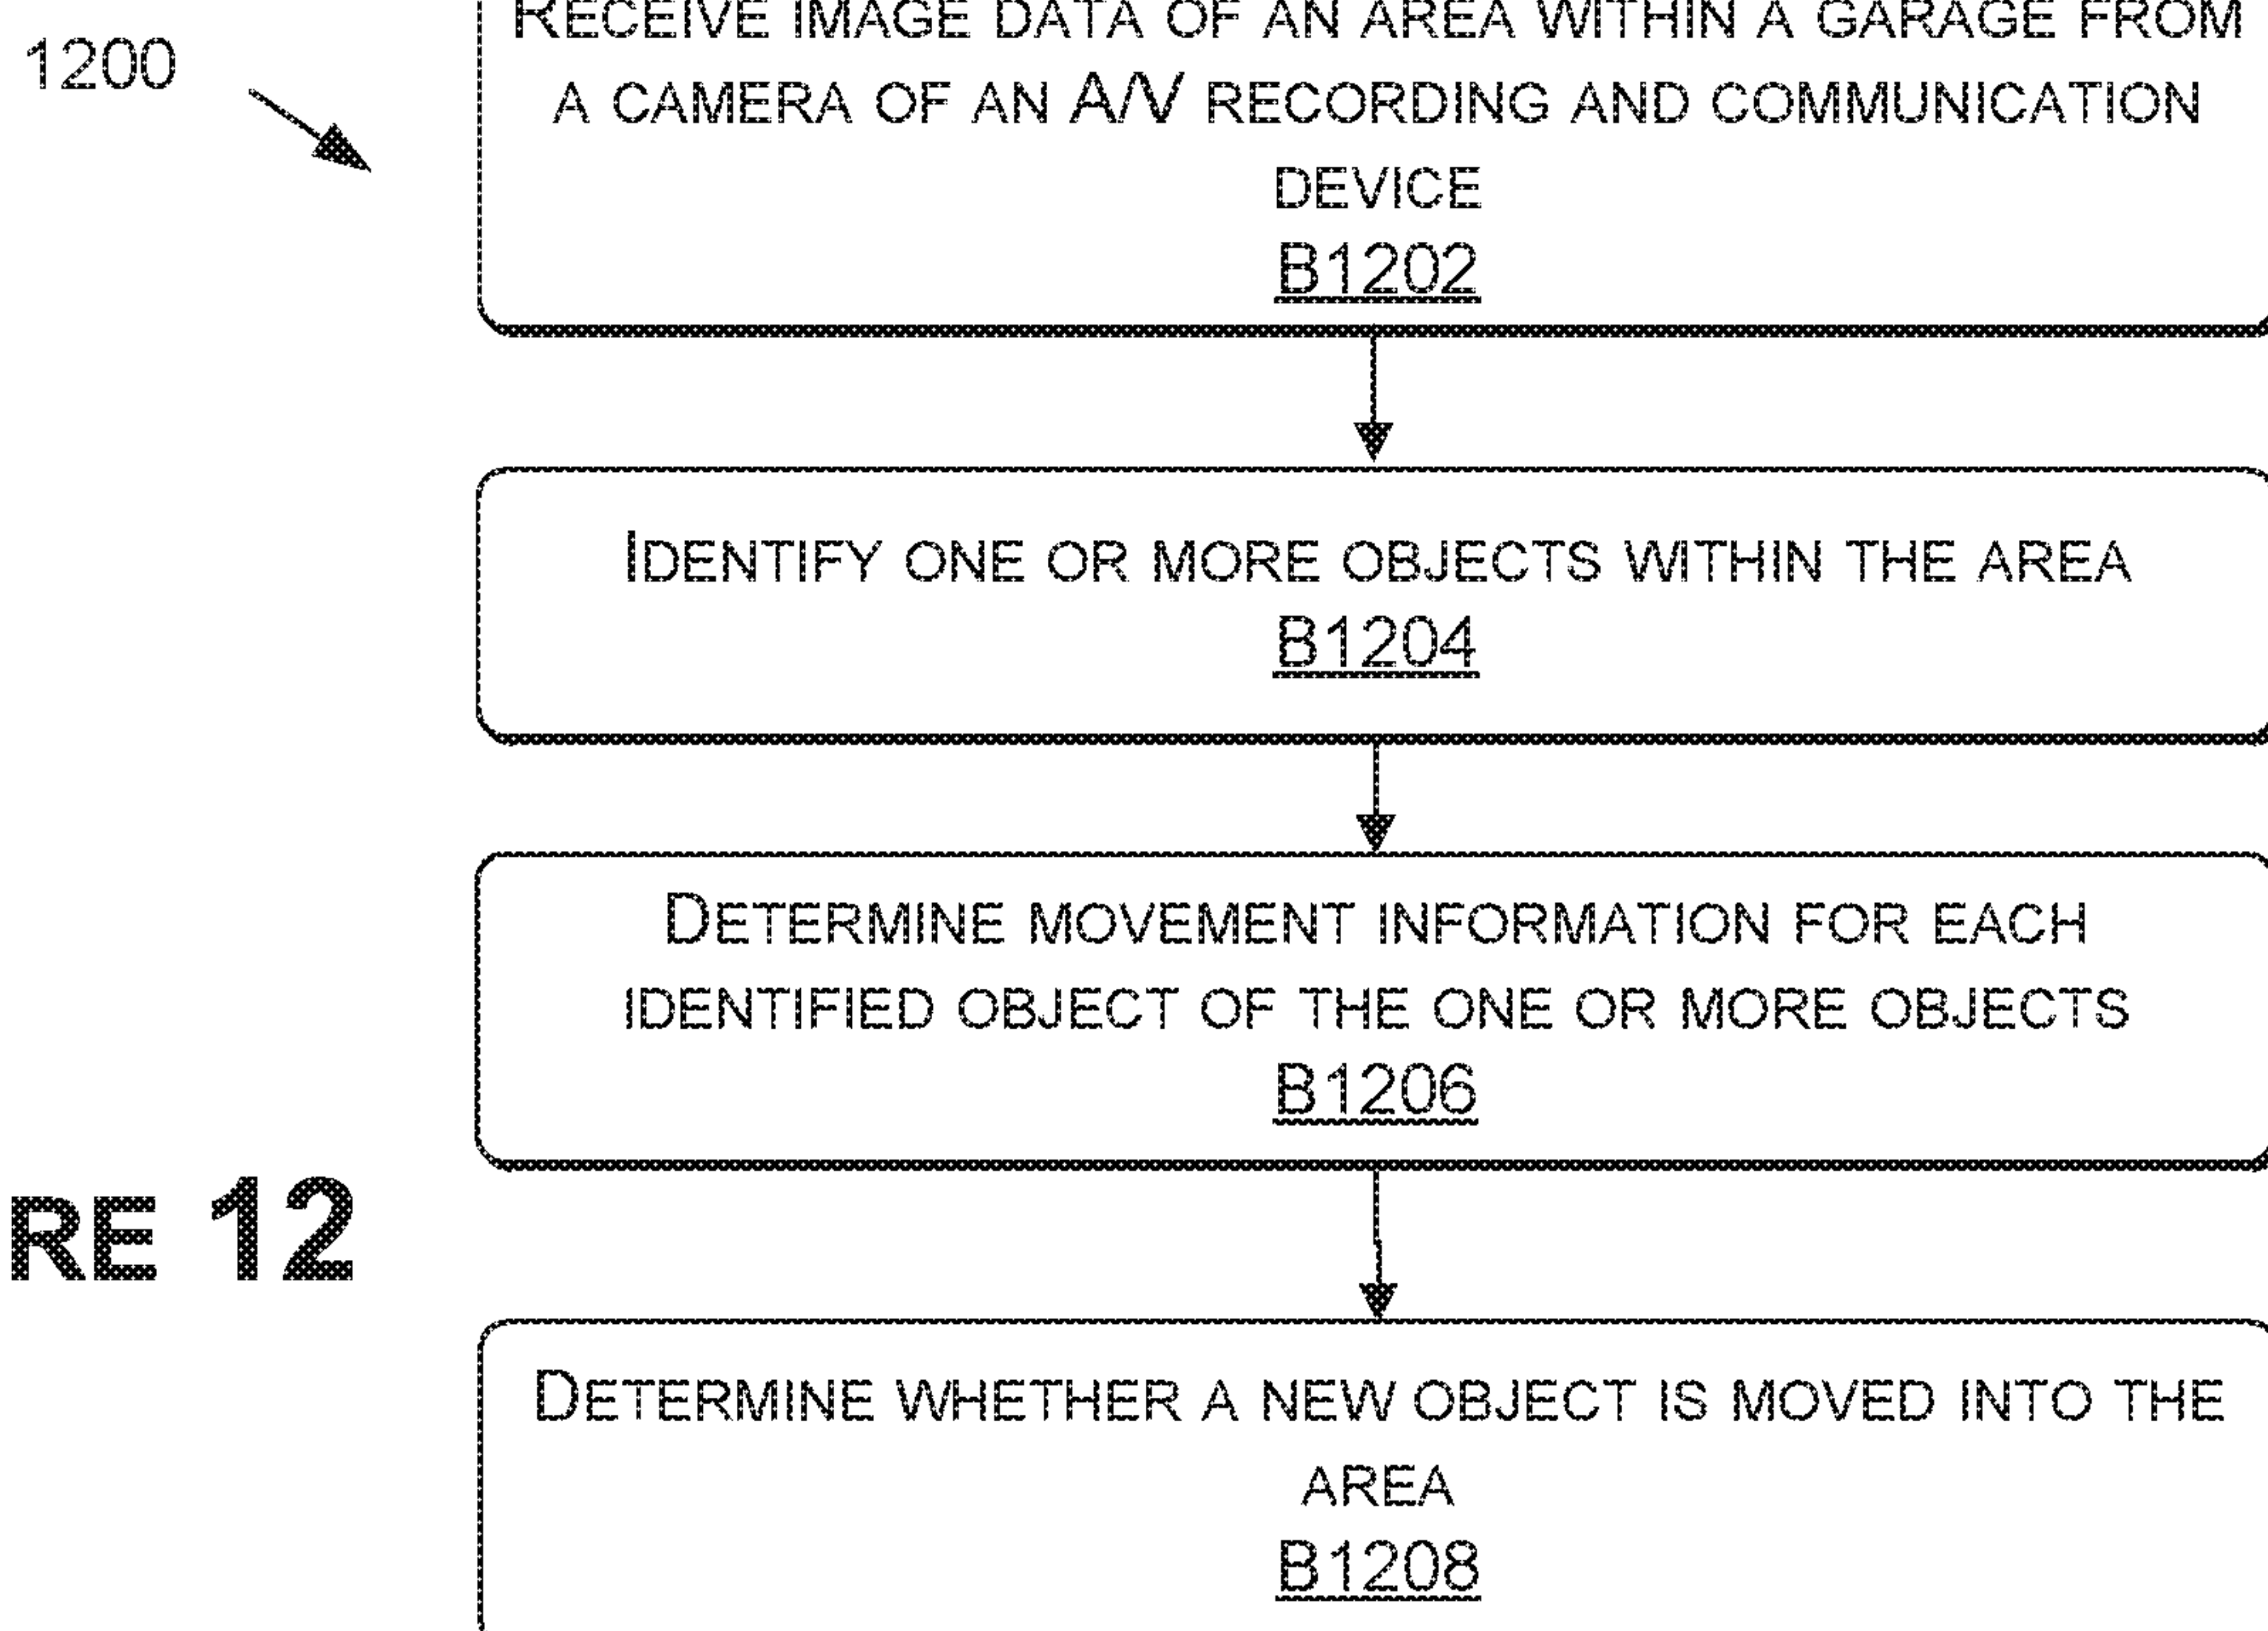 1200
RECEIVE IMAGE DATA OF AN AREA WITHIN A GARAGE FROM
A CAMERA OF AN A/V RECORDING AND COMMUNICATION
DEVICE
B1202
IDENTIFY ONE OR MORE OBJECTS WITHIN THE AREA
B1204
DETERMINE MOVEMENT INFORMATION FOR EACH
IDENTIFIED OBJECT OF THE ONE OR MORE OBJECTS
B1206
RE 12
DETERMINE WHETHER A NEW OBJECT IS MOVED INTO THE
AREA
B1208